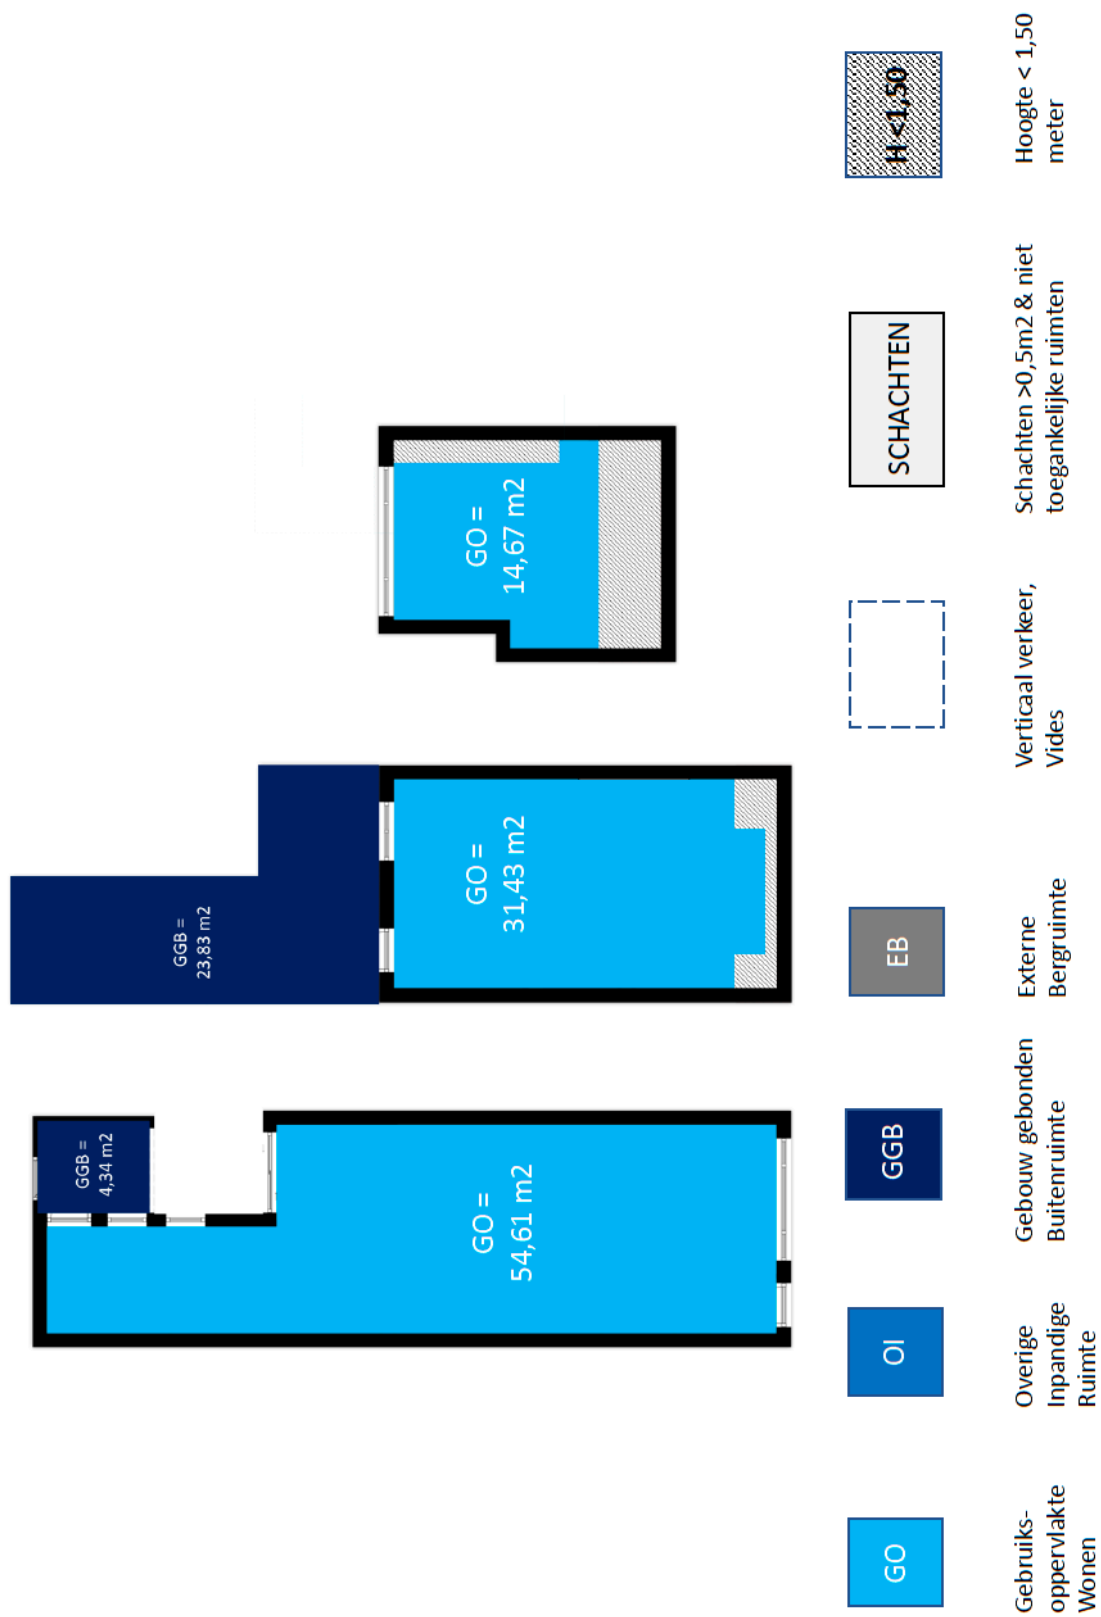 GGB =
4,34 m2
GO =
54,61 m2
GGB =
23,83 m2
GO =
31,43 m2
GO =
14,67 m2
GO
Gebruiks-
oppervlakte
Wonen
OI
Overige
Inpandige
Ruimte
GGB
Gebouw gebonden
Buitenruimte
EB
Externe
Bergruimte
Verticaal verkeer,
Vides
SCHACHTEN
Schachten >0,5m2 & niet
toegankelijke ruimten
H <1,50
Hoogte < 1,50
meter